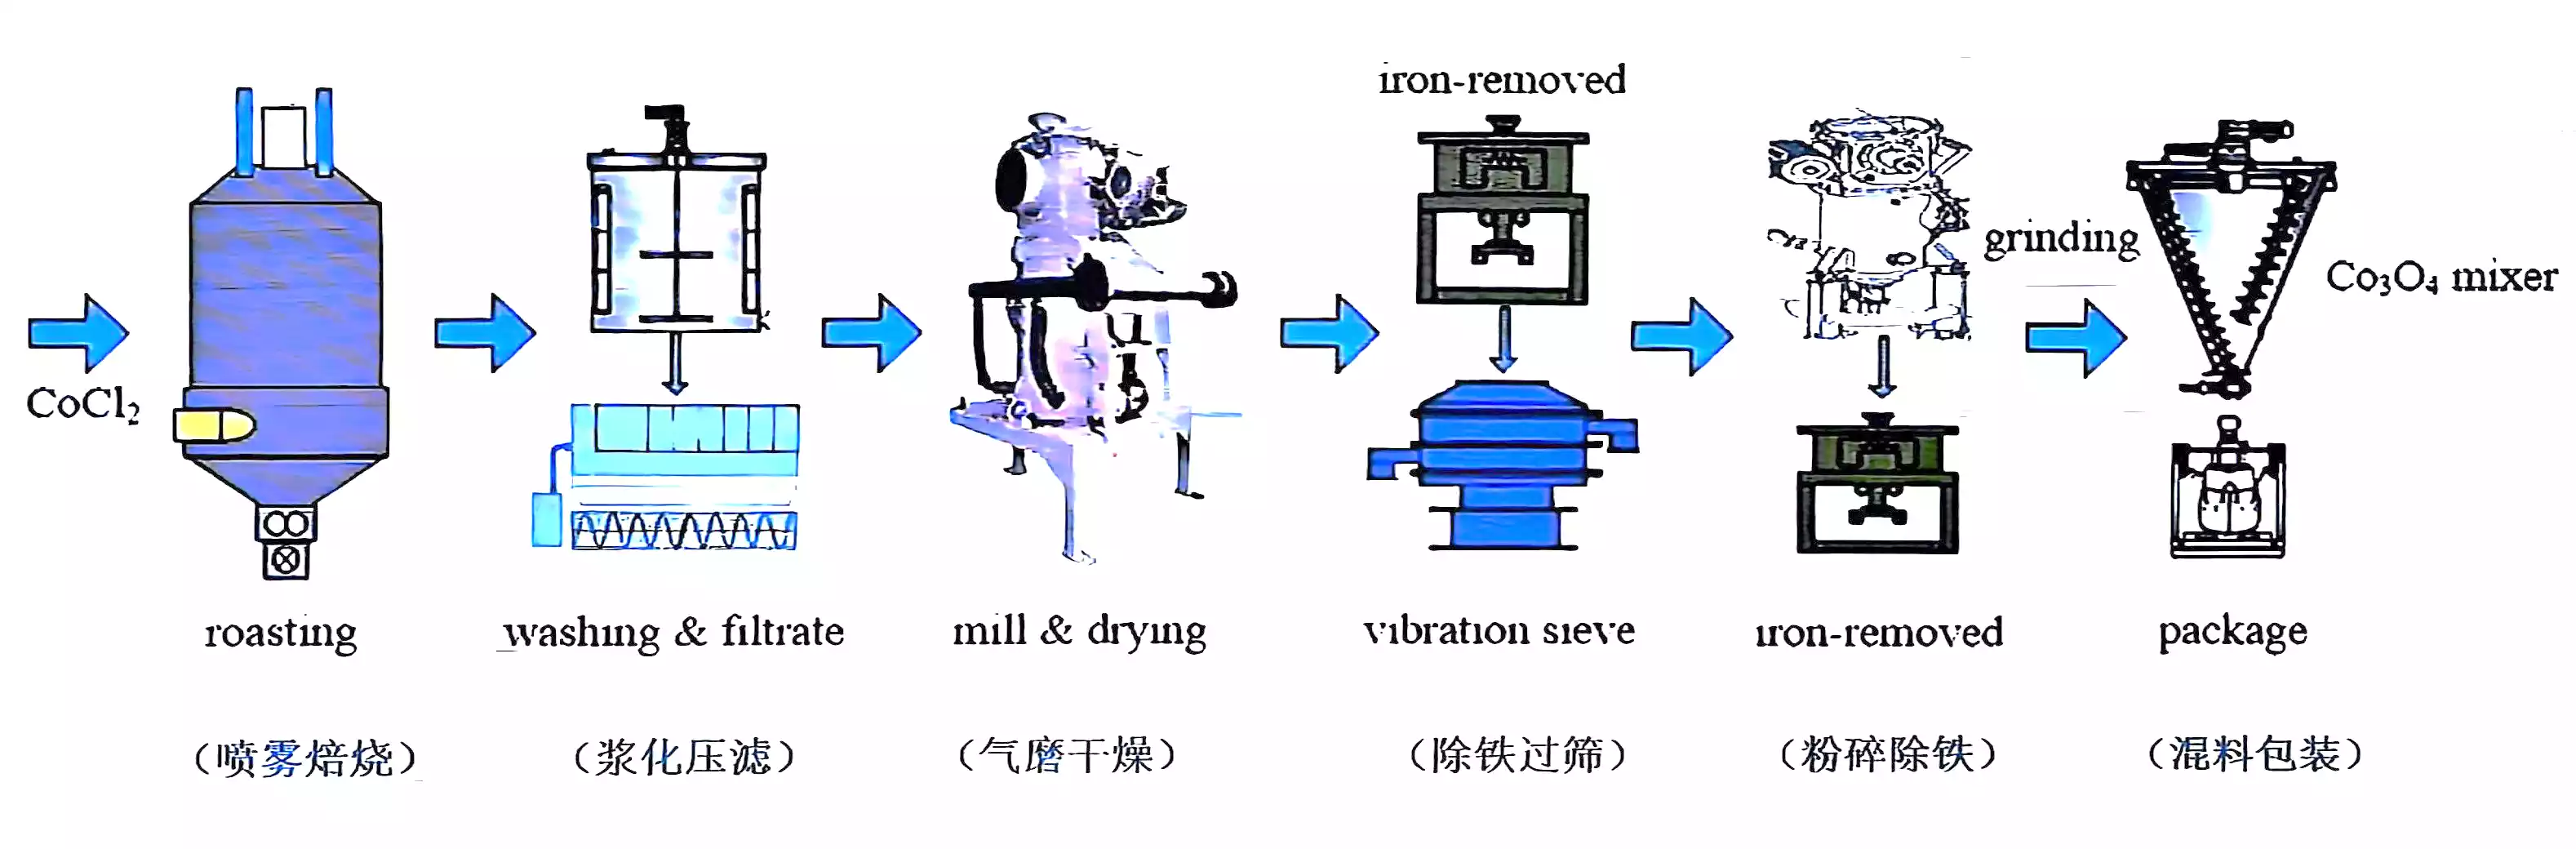 iron-removed
grinding
Co₃O₄ mixer
CoCl₂
roasting
washing & filtrate
mill & drying
vibration sieve
iron-removed
package
（喷雾焙烧）
（浆化压滤）
（气磨干燥）
（除铁过筛）
（粉碎除铁）
（混料包装）